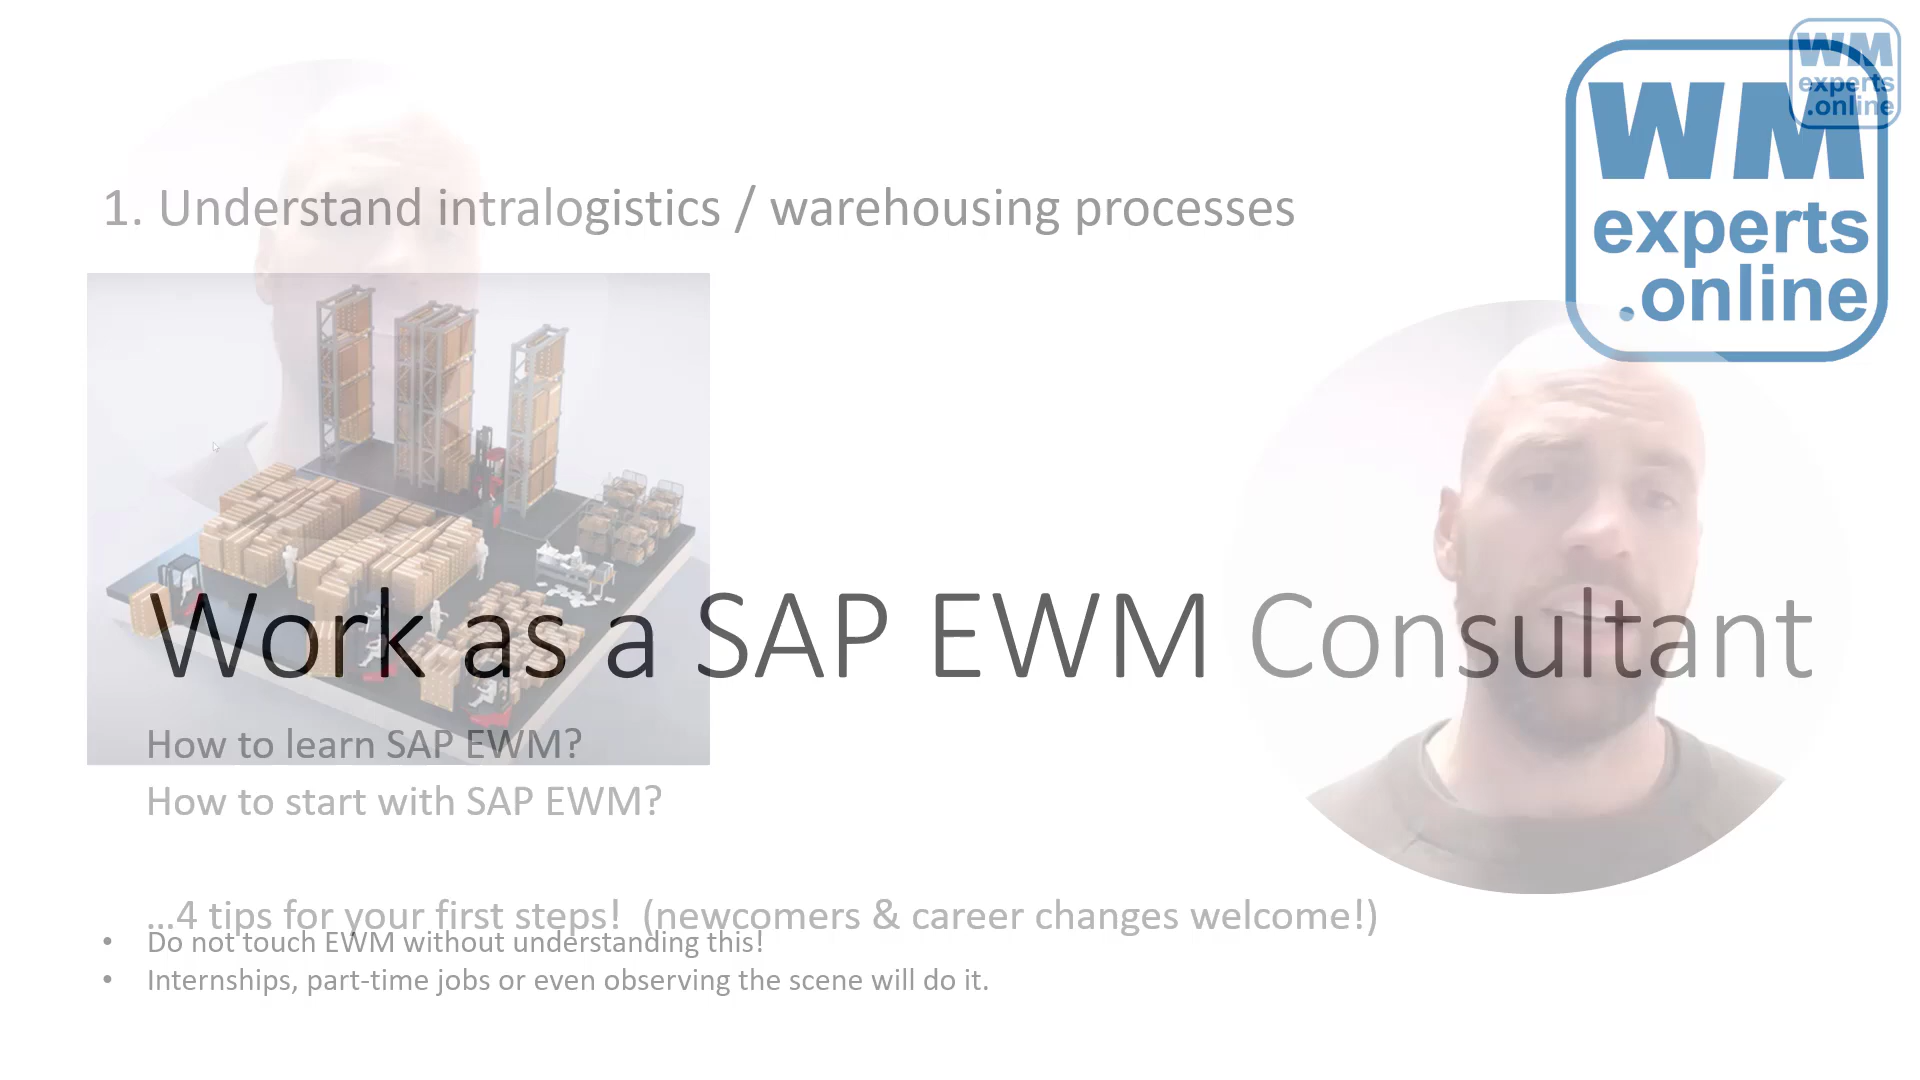 WM
experts
.online
WM
experts
.online
1. Understand intralogistics / warehousing processes
Work as a SAP EWM Consultant
How to learn SAP EWM?
How to start with SAP EWM?
...4 tips for your first steps! (newcomers & career changes welcome!)
• Do not touch EWM without understanding this!
• Internships, part-time jobs or even observing the scene will do it.